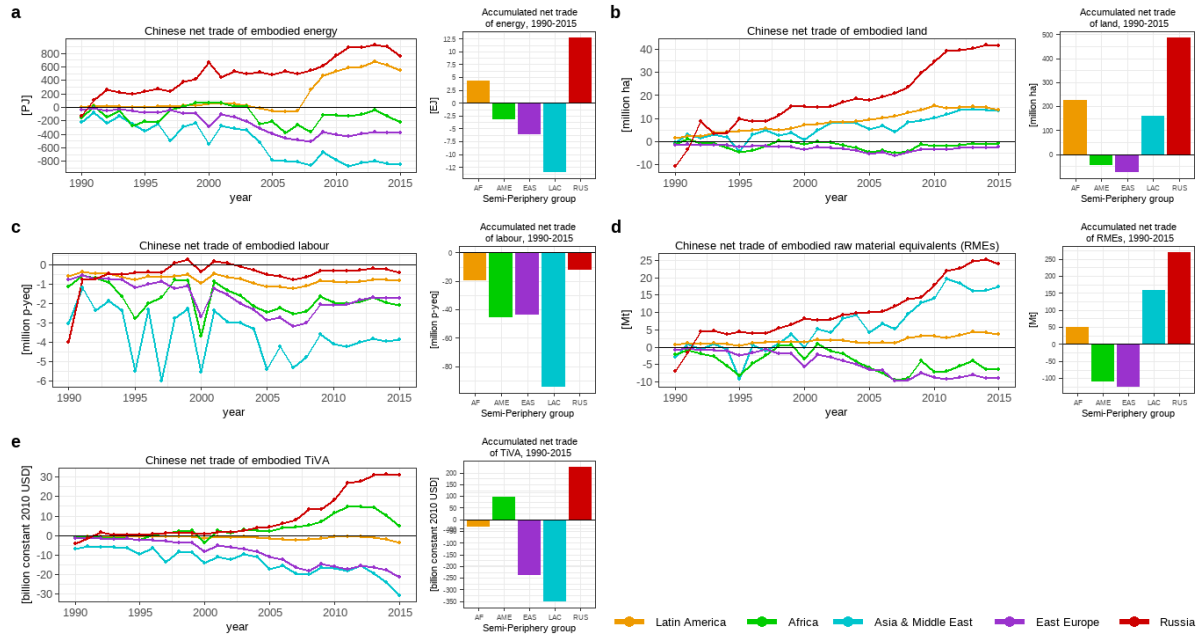 a
Chinese net trade of embodied energy
[PJ]
800
600
400
200
0
-200
-400
-600
-800
1990
1995
2000
2005
2010
2015
year
Accumulated net trade
of energy, 1990-2015
[EJ]
12.5
10
7.5
5
2.5
0
-2.5
-5
-7.5
-10
-12
AF
AME
EAS
LAC
RUS
Semi-Periphery group
b
Chinese net trade of embodied land
[million ha]
40
30
20
10
0
-10
1990
1995
2000
2005
2010
2015
year
Accumulated net trade
of land, 1990-2015
[million ha]
500
400
300
200
100
0
AF
AME
EAS
LAC
RUS
Semi-Periphery group
c
Chinese net trade of embodied labour
[million p-yeq]
0
-1
-2
-3
-4
-5
-6
1990
1995
2000
2005
2010
2015
year
Accumulated net trade
of labour, 1990-2015
[million p-yeq]
0
-20
-40
-60
-80
AF
AME
EAS
LAC
RUS
Semi-Periphery group
d
Chinese net trade of embodied raw material equivalents (RMEs)
[Mt]
25
20
15
10
5
0
-5
-10
1990
1995
2000
2005
2010
2015
year
Accumulated net trade
of RMEs, 1990-2015
[Mt]
250
200
150
100
50
0
-50
-100
AF
AME
EAS
LAC
RUS
Semi-Periphery group
e
Chinese net trade of embodied TiVA
[billion constant 2010 USD]
30
20
10
0
-10
-20
-30
1990
1995
2000
2005
2010
2015
year
Accumulated net trade
of TiVA, 1990-2015
[billion constant 2010 USD]
200
150
100
50
0
-50
-100
-150
-200
-250
-300
-350
AF
AME
EAS
LAC
RUS
Semi-Periphery group
Latin America
Africa
Asia & Middle East
East Europe
Russia